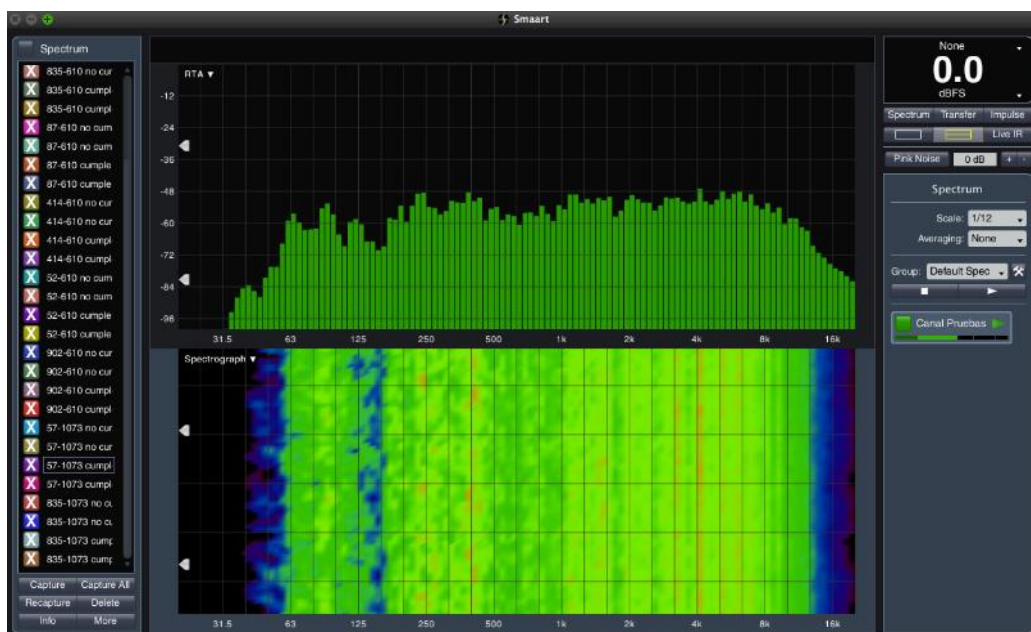 Smaart
Spectrum
835-610 no cur
835-610 cumpl
835-610 cumpl
87-610 no cum
87-610 no cum
87-610 cumple
87-610 cumple
414-610 no cur
414-610 no cur
414-610 cumpl
414-610 cumpl
52-610 no cum
52-610 no cum
52-610 cumple
52-610 cumple
902-610 no cur
902-610 no cur
902-610 cumpl
902-610 cumpl
57-1073 no cur
57-1073 no cur
57-1073 cumpl
57-1073 cumpl
835-1073 no cu
835-1073 no cu
835-1073 cump
835-1073 cump
Capture Capture All
Recapture Delete
Info More
RTA
-12
-24
-36
-48
-60
-72
-84
-96
31.5 63 125 250 500 1k 2k 4k 8k 16k
Spectrograph
31.5 63 125 250 500 1k 2k 4k 8k 16k
None
0.0
dBFS
Spectrum Transfer Impulse
Live IR
Pink Noise 0 dB + -
Spectrum
Scale: 1/12
Averaging: None
Group: Default Spec
Canal Pruebas